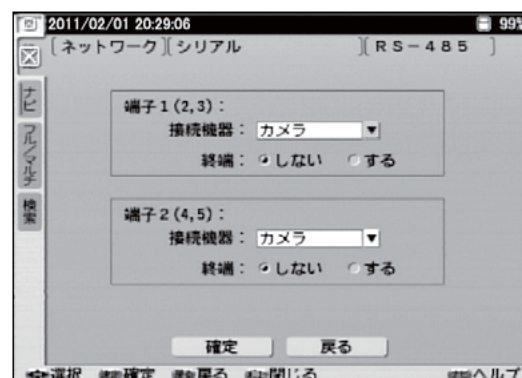 2011/02/01 20:29:06 99%
[ネットワーク][シリアル ][RS－485 ]
ナビ
フル/マルチ
検索
端子1(2,3)：
接続機器： カメラ ▼
終端： しない する
端子2(4,5)：
接続機器： カメラ ▼
終端： しない する
確定 戻る
選択 確定 戻る 閉じる ヘルプ